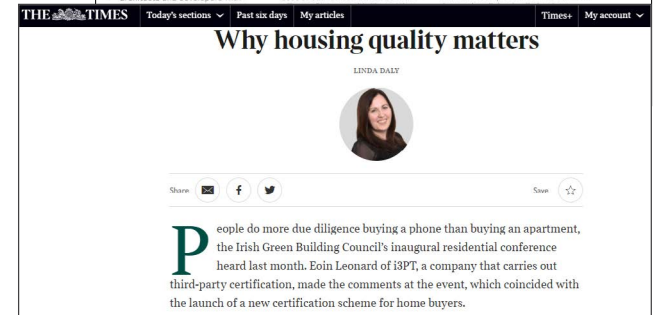 THE TIMES Today's sections Past six days My articles Times+ My account
Why housing quality matters
LINDA DALY
Share Save
People do more due diligence buying a phone than buying an apartment,
the Irish Green Building Council's inaugural residential conference
heard last month. Eoin Leonard of i3PT, a company that carries out
third-party certification, made the comments at the event, which coincided with
the launch of a new certification scheme for home buyers.